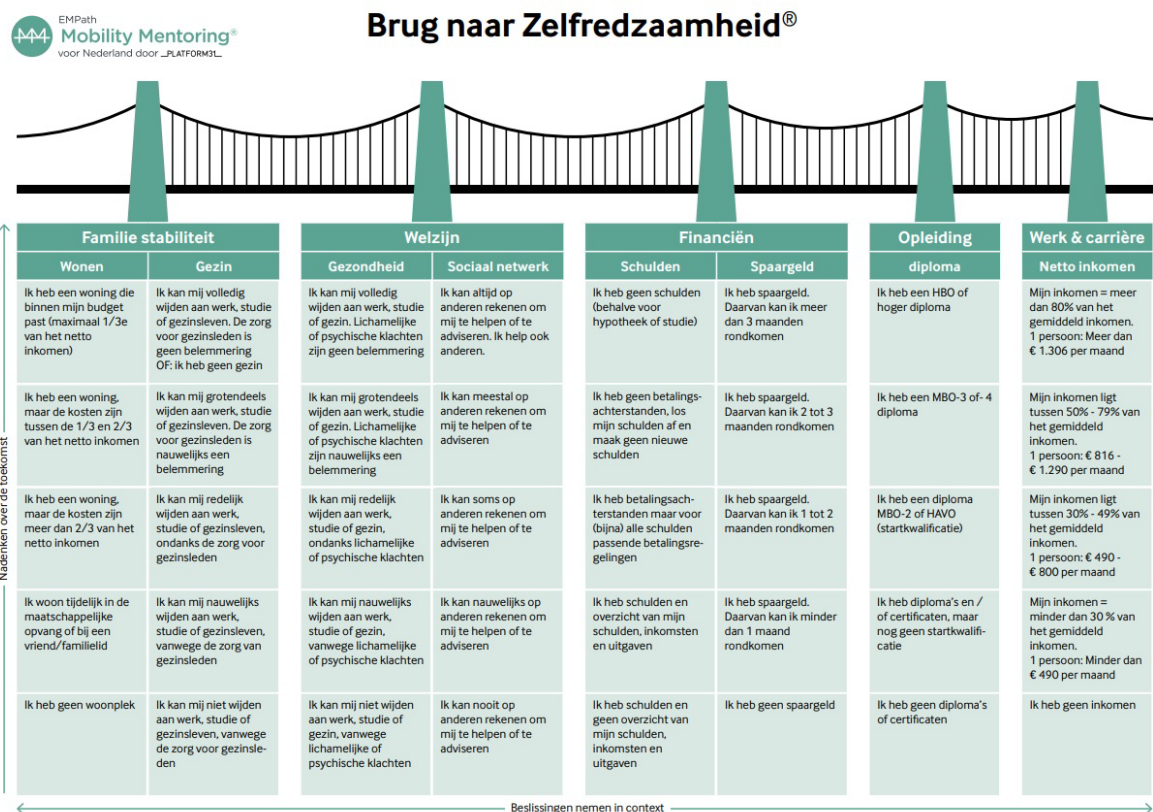 EMPath
Mobility Mentoring®
voor Nederland door _PLATFORM31_
Brug naar Zelfredzaamheid®
Nadenken over de toekomst
Familie stabiliteit
Wonen
Ik heb een woning die
binnen mijn budget
past (maximaal 1/3e
van het netto
inkomen)
Ik heb een woning,
maar de kosten zijn
tussen de 1/3 en 2/3
van het netto inkomen
Ik heb een woning,
maar de kosten zijn
meer dan 2/3 van het
netto inkomen
Ik woon tijdelijk in de
maatschappelijke
opvang of bij een
vriend/familielid
Ik heb geen woonplek
Gezin
Ik kan mij volledig
wijden aan werk, studie
of gezinsleven. De zorg
voor gezinsleden is
geen belemmering
OF: ik heb geen gezin
Ik kan mij grotendeels
wijden aan werk, studie
of gezinsleven. De zorg
voor gezinsleden is
nauwelijks een
belemmering
Ik kan mij redelijk
wijden aan werk,
studie of gezinsleven,
ondanks de zorg voor
gezinsleden
Ik kan mij nauwelijks
wijden aan werk,
studie of gezinsleven,
vanwege de zorg van
gezinsleden
Ik kan mij niet wijden
aan werk, studie of
gezinsleven, vanwege
de zorg voor gezinsle-
den
Welzijn
Gezondheid
Ik kan mij volledig
wijden aan werk, studie
of gezin. Lichamelijke
of psychische klachten
zijn geen belemmering
Ik kan mij grotendeels
wijden aan werk, studie
of gezin. Lichamelijke
of psychische klachten
zijn nauwelijks een
belemmering
Ik kan mij redelijk
wijden aan werk,
studie of gezin,
ondanks lichamelijke
of psychische klachten
Ik kan mij nauwelijks
wijden aan werk,
studie of gezin,
vanwege lichamelijke
of psychische klachten
Ik kan mij niet wijden
aan werk, studie of
gezin, vanwege
lichamelijke of
psychische klachten
Sociaal netwerk
Ik kan altijd op
anderen rekenen om
mij te helpen of te
adviseren. Ik help ook
anderen.
Ik kan meestal op
anderen rekenen om
mij te helpen of te
adviseren
Ik kan soms op
anderen rekenen om
mij te helpen of te
adviseren
Ik kan nauwelijks op
anderen rekenen om
mij te helpen of te
adviseren
Ik kan nooit op
anderen rekenen om
mij te helpen of te
adviseren
Financiën
Schulden
Ik heb geen schulden
(behalve voor
hypotheek of studie)
Ik heb geen betalings-
achterstanden, los
mijn schulden af en
maak geen nieuwe
schulden
Ik heb betalingsach-
terstanden maar voor
(bijna) alle schulden
passende betalingsre-
gelingen
Ik heb schulden en
overzicht van mijn
schulden, inkomsten
en uitgaven
Ik heb schulden en
geen overzicht van
mijn schulden,
inkomsten en
uitgaven
Spaargeld
Ik heb spaargeld.
Daarvan kan ik meer
dan 3 maanden
rondkomen
Ik heb spaargeld.
Daarvan kan ik 2 tot 3
maanden rondkomen
Ik heb spaargeld.
Daarvan kan ik 1 tot 2
maanden rondkomen
Ik heb spaargeld.
Daarvan kan ik minder
dan 1 maand
rondkomen
Ik heb geen spaargeld
Opleiding
diploma
Ik heb een HBO of
hoger diploma
Ik heb een MBO-3 of- 4
diploma
Ik heb een diploma
MBO-2 of HAVO
(startkwalificatie)
Ik heb diploma's en /
of certificaten, maar
nog geen startkwalifi-
catie
Ik heb geen diploma's
of certificaten
Werk & carrière
Netto inkomen
Mijn inkomen = meer
dan 80% van het
gemiddeld inkomen.
1 persoon: Meer dan
€ 1.306 per maand
Mijn inkomen ligt
tussen 50% - 79% van
het gemiddeld
inkomen.
1 persoon: € 816 -
€ 1.290 per maand
Mijn inkomen ligt
tussen 30% - 49% van
het gemiddeld
inkomen.
1 persoon: € 490 -
€ 800 per maand
Mijn inkomen =
minder dan 30 % van
het gemiddeld
inkomen.
1 persoon: Minder dan
€ 490 per maand
Ik heb geen inkomen
Beslissingen nemen in context